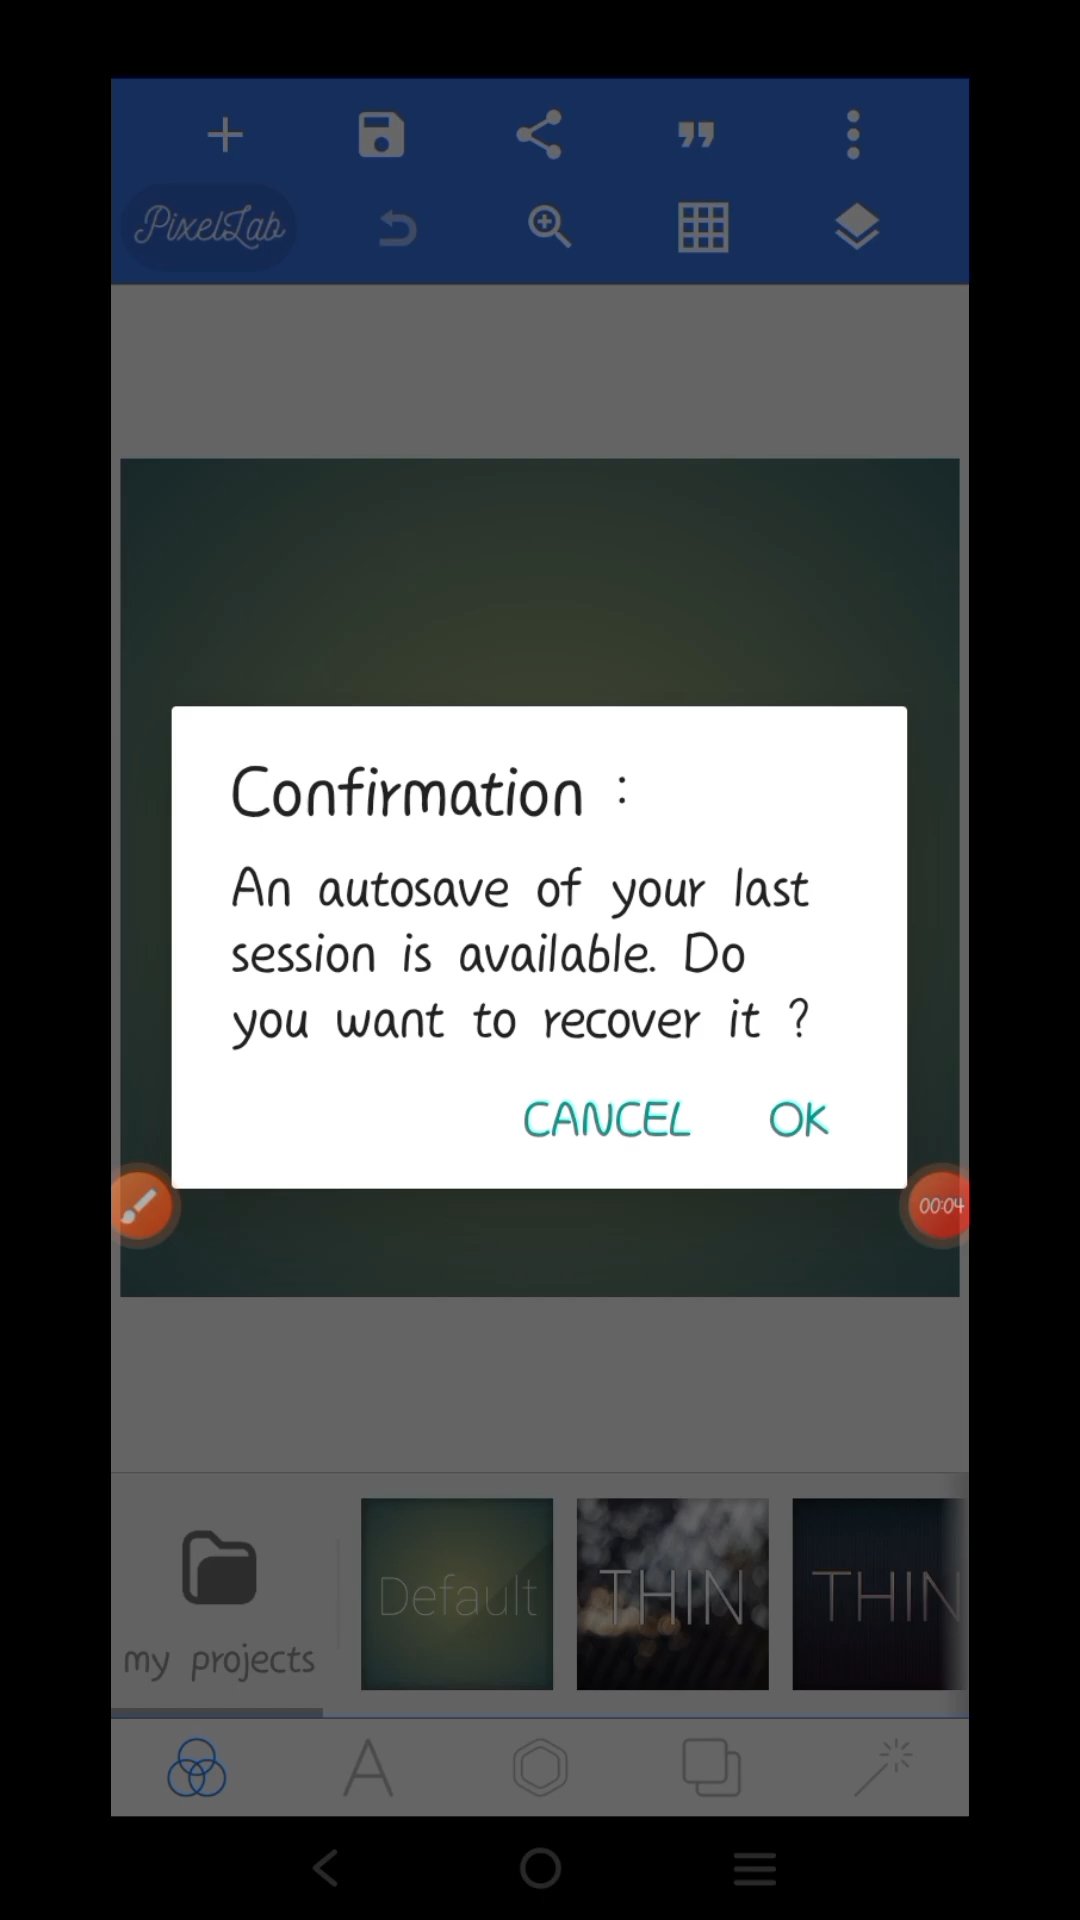 PixelLab
Confirmation :
An autosave of your last
session is available. Do
you want to recover it ?
CANCEL OK
00:04
my projects
Default
THIN
THIN